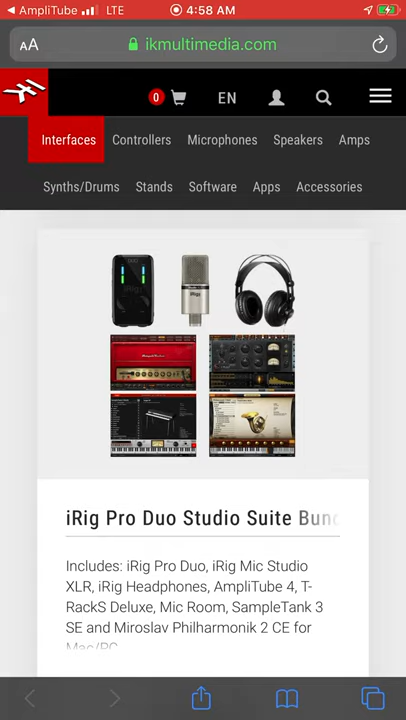 AmpliTube LTE 4:58 AM
AA ikmultimedia.com
0 EN
Interfaces Controllers Microphones Speakers Amps
Synths/Drums Stands Software Apps Accessories
iRig Pro Duo Studio Suite Bun
Includes: iRig Pro Duo, iRig Mic Studio
XLR, iRig Headphones, AmpliTube 4, T-
RackS Deluxe, Mic Room, SampleTank 3
SE and Miroslav Philharmonik 2 CE for
Mac/PC